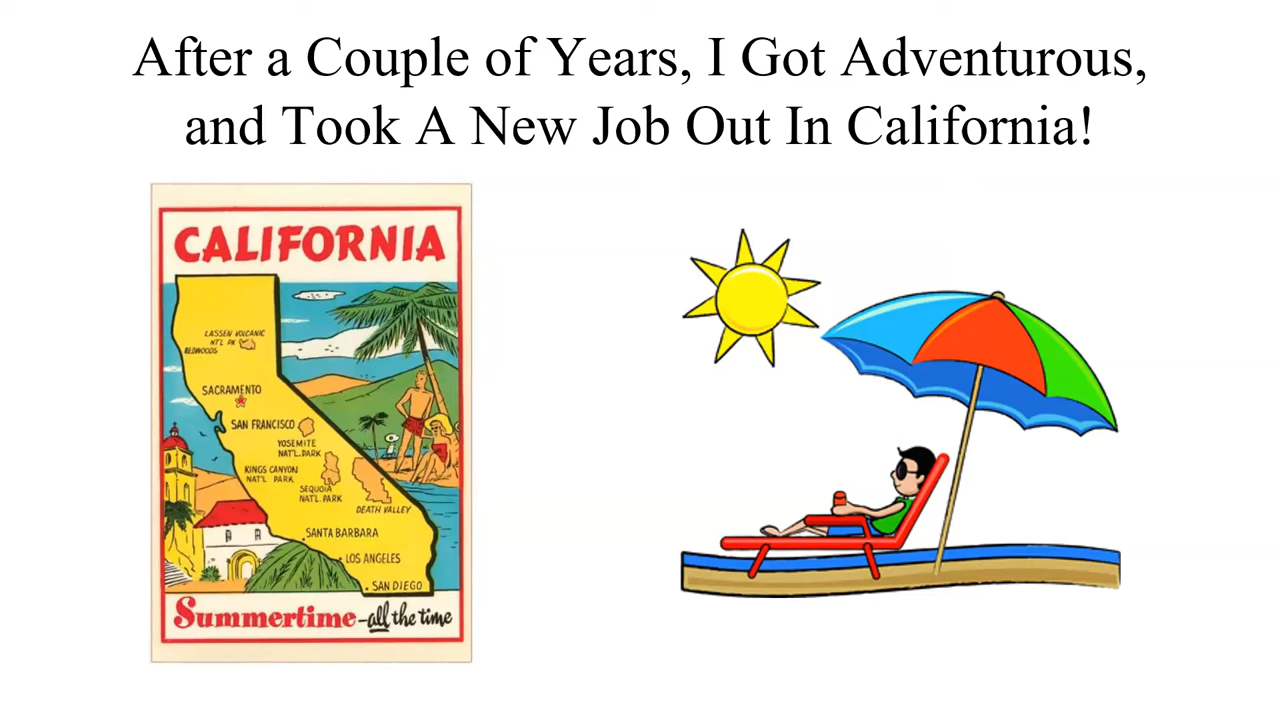 After a Couple of Years, I Got Adventurous,
and Took A New Job Out In California!
CALIFORNIA
LASSEN VOLCANIC
NT'L PK
REDWOODS
SACRAMENTO
SAN FRANCISCO
YOSEMITE
NAT'L. PARK
KINGS CANYON
NAT'L PARK
SEQUOIA
NAT'L. PARK
DEATH VALLEY
SANTA BARBARA
LOS ANGELES
SAN DIEGO
Summertime-all the time